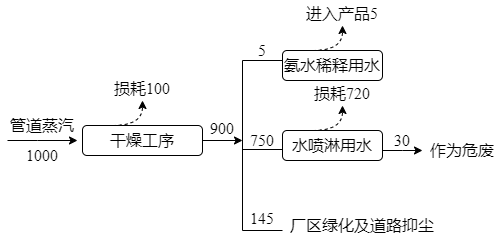 进入产品5
5
氨水稀释用水
损耗100
损耗720
管道蒸汽
1000
干燥工序
900
750
水喷淋用水
30
作为危废
145
厂区绿化及道路抑尘